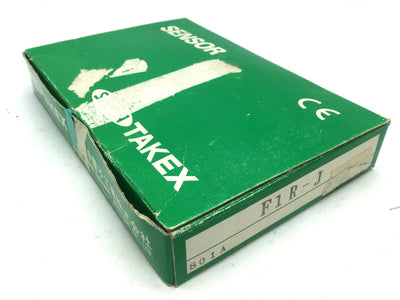 SENSOR
TAKEX
CE
F1R-J
801A